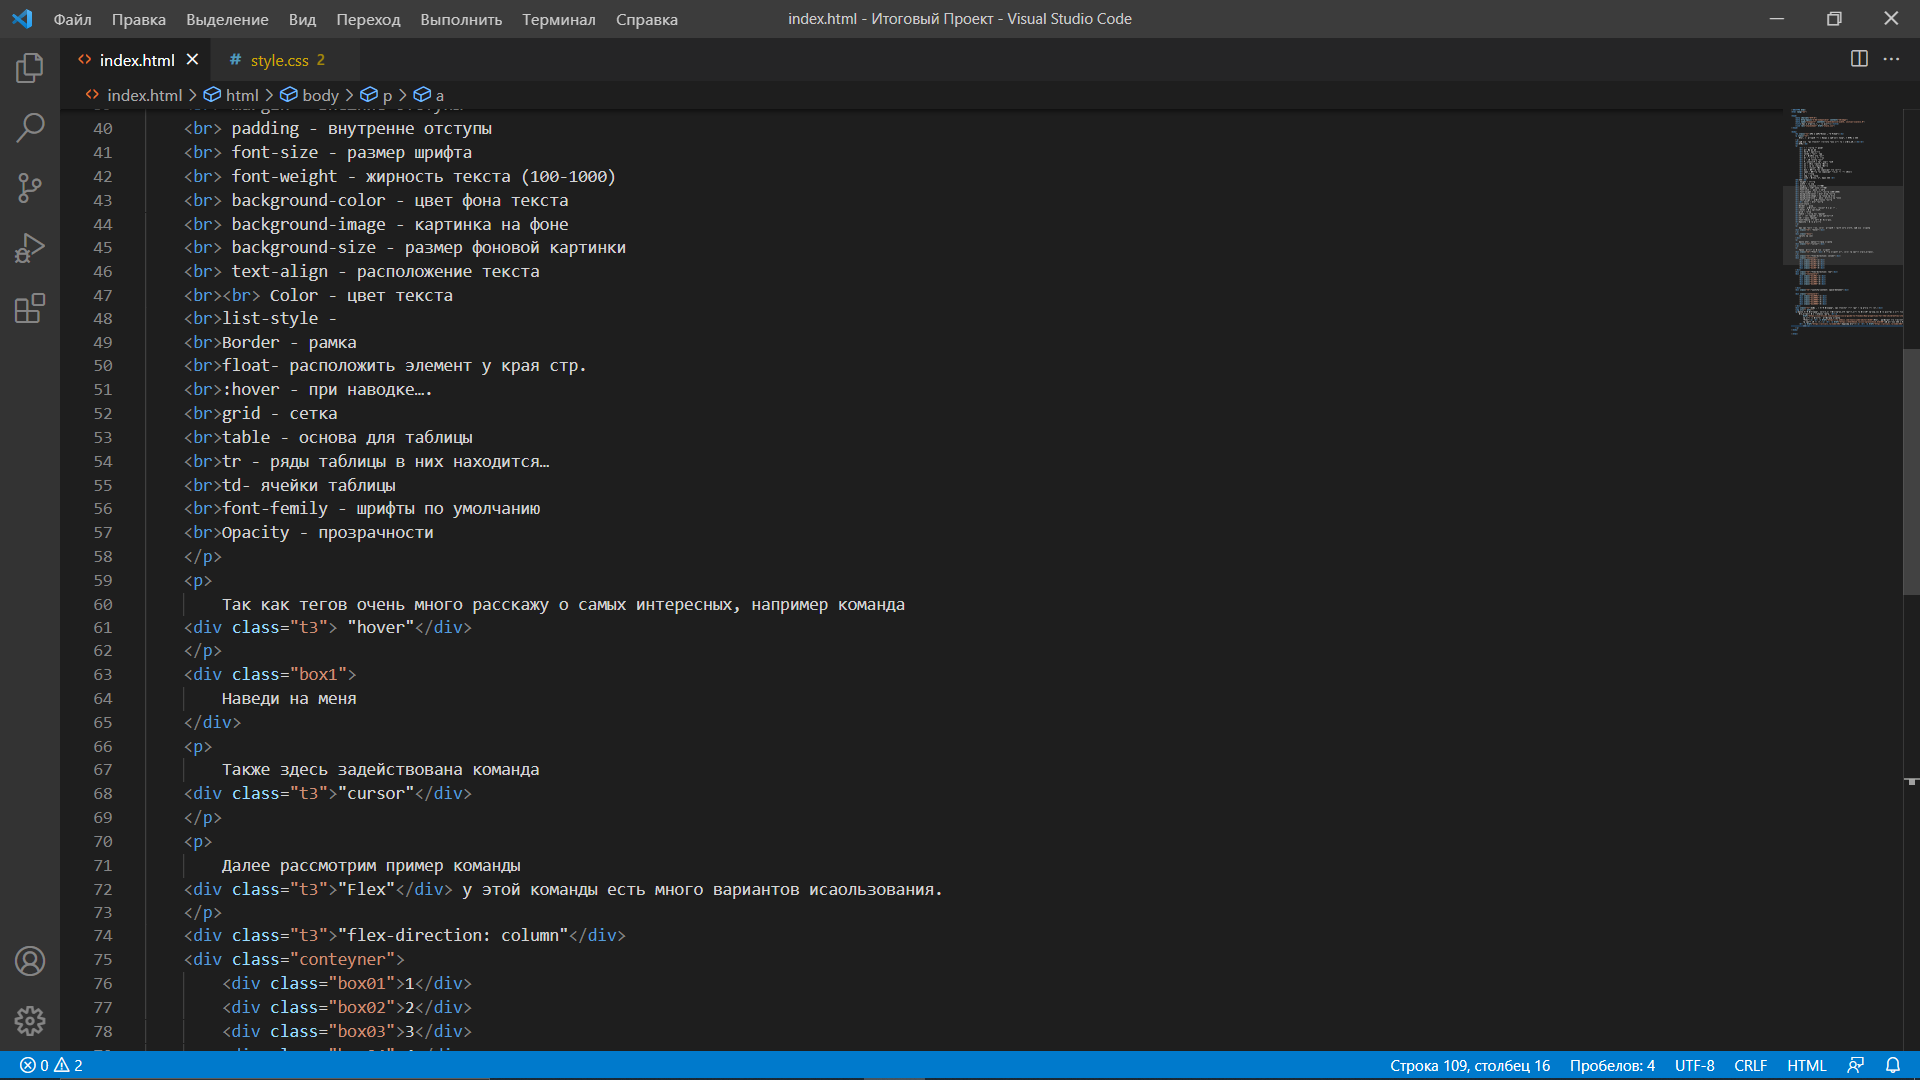 Файл Правка Выделение Вид Переход Выполнить Терминал Справка index.html - Итоговый Проект - Visual Studio Code
index.html style.css 2
index.html > html > body > p > a
40 <br> padding - внутренне отступы
41 <br> font-size - размер шрифта
42 <br> font-weight - жирность текста (100-1000)
43 <br> background-color - цвет фона текста
44 <br> background-image - картинка на фоне
45 <br> background-size - размер фоновой картинки
46 <br> text-align - расположение текста
47 <br><br> Color - цвет текста
48 <br>list-style -
49 <br>Border - рамка
50 <br>float- расположить элемент у края стр.
51 <br>:hover - при наводке….
52 <br>grid - сетка
53 <br>table - основа для таблицы
54 <br>tr - ряды таблицы в них находится…
55 <br>td- ячейки таблицы
56 <br>font-femily - шрифты по умолчанию
57 <br>Opacity - прозрачности
58 </p>
59 <p>
60 Так как тегов очень много расскажу о самых интересных, например команда
61 <div class="t3"> "hover"</div>
62 </p>
63 <div class="box1">
64 Наведи на меня
65 </div>
66 <p>
67 Также здесь задействована команда
68 <div class="t3">"cursor"</div>
69 </p>
70 <p>
71 Далее рассмотрим пример команды
72 <div class="t3">"Flex"</div> у этой команды есть много вариантов исаользования.
73 </p>
74 <div class="t3">"flex-direction: column"</div>
75 <div class="conteyner">
76 <div class="box01">1</div>
77 <div class="box02">2</div>
78 <div class="box03">3</div>
0 2 Строка 109, столбец 16 Пробелов: 4 UTF-8 CRLF HTML